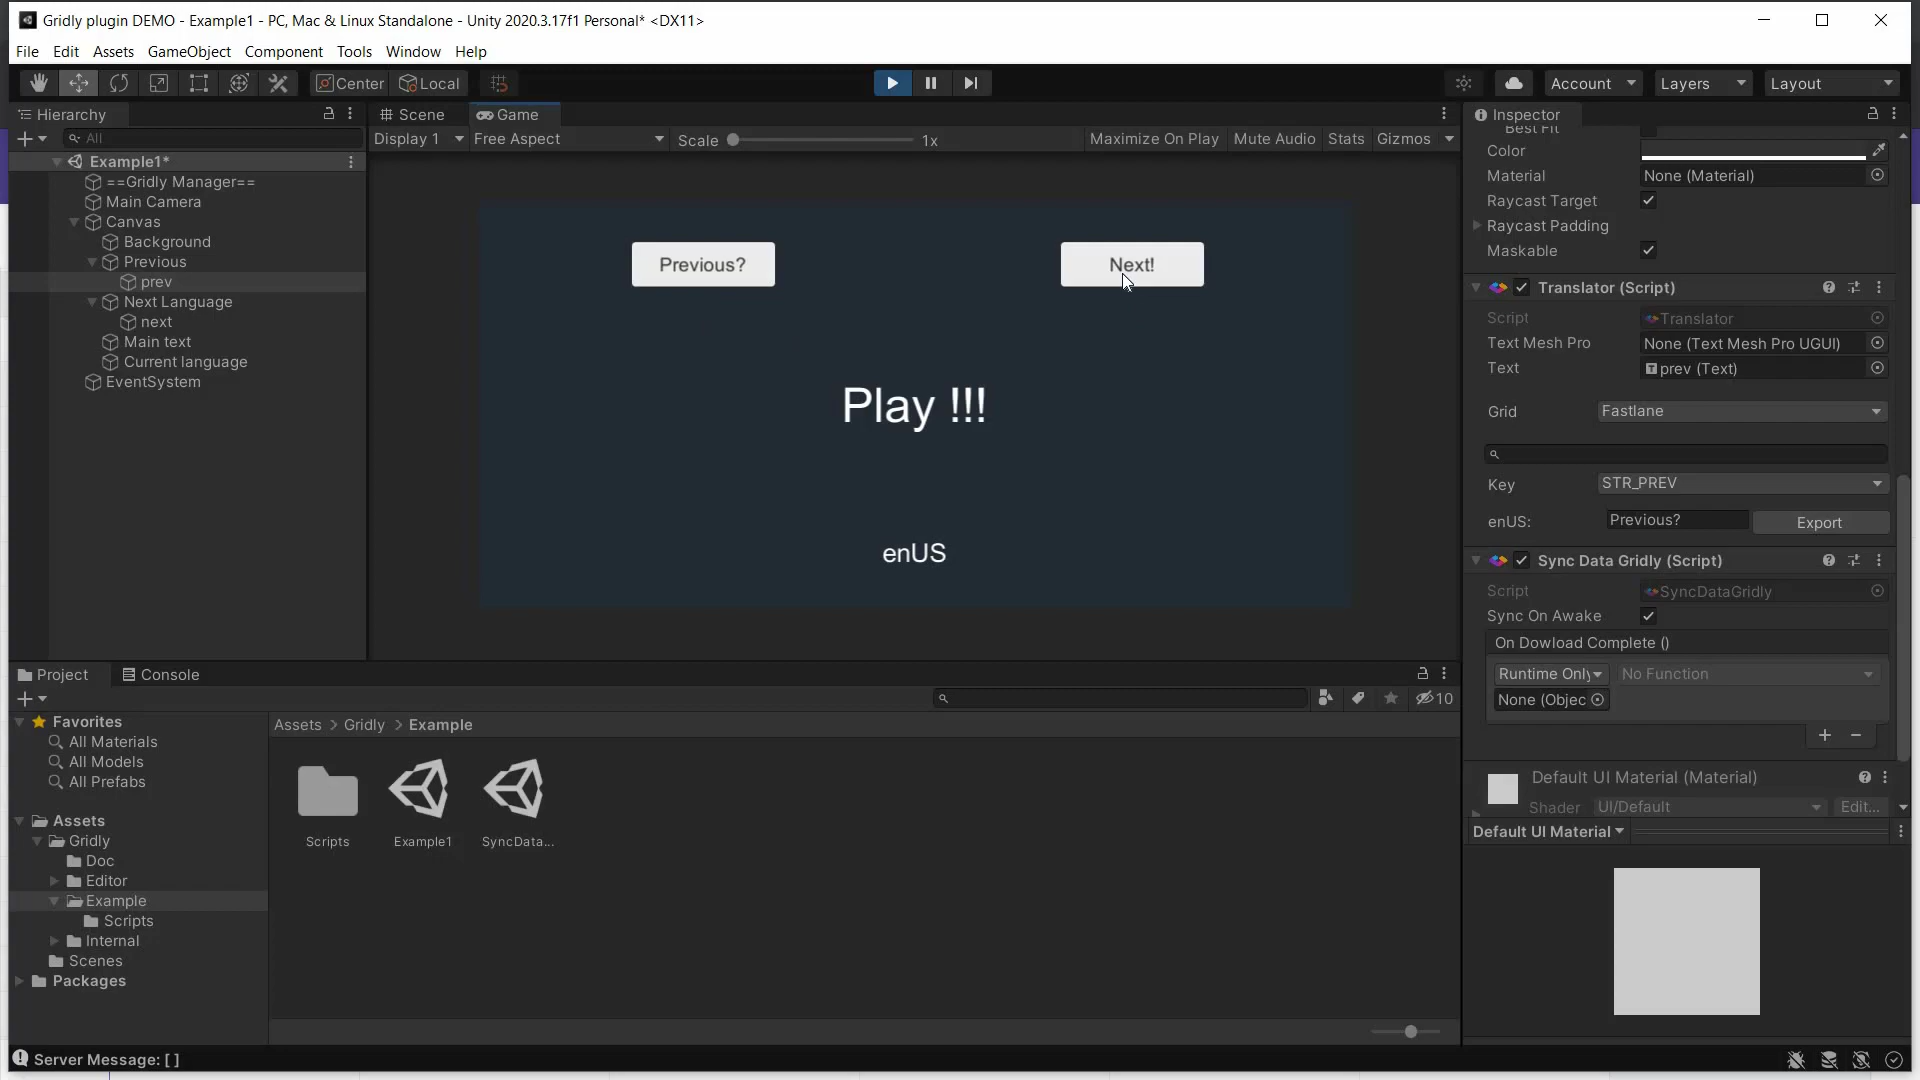 Gridly plugin DEMO - Example1 - PC, Mac & Linux Standalone - Unity 2020.3.17f1 Personal* <DX11>
File Edit Assets GameObject Component Tools Window Help
Center Local Account Layers Layout
Hierarchy
All
Example1*
==Gridly Manager==
Main Camera
Canvas
Background
Previous
prev
Next Language
next
Main text
Current language
EventSystem
Scene Game
Display 1 Free Aspect Scale 1x Maximize On Play Mute Audio Stats Gizmos
Previous?
Next!
Play !!!
enUS
Inspector
Best Fit
Color
Material None (Material)
Raycast Target
Raycast Padding
Maskable
Translator (Script)
Script Translator
Text Mesh Pro None (Text Mesh Pro UGUI)
Text prev (Text)
Grid Fastlane
Key STR_PREV
enUS: Previous? Export
Sync Data Gridly (Script)
Script SyncDataGridly
Sync On Awake
On Dowload Complete ()
Runtime Only No Function
None (Objec
Default UI Material (Material)
Shader UI/Default Edit...
Default UI Material
Project Console
10
Favorites
All Materials
All Models
All Prefabs
Assets
Gridly
Doc
Editor
Example
Scripts
Internal
Scenes
Packages
Assets > Gridly > Example
Scripts Example1 SyncData...
Server Message: [ ]